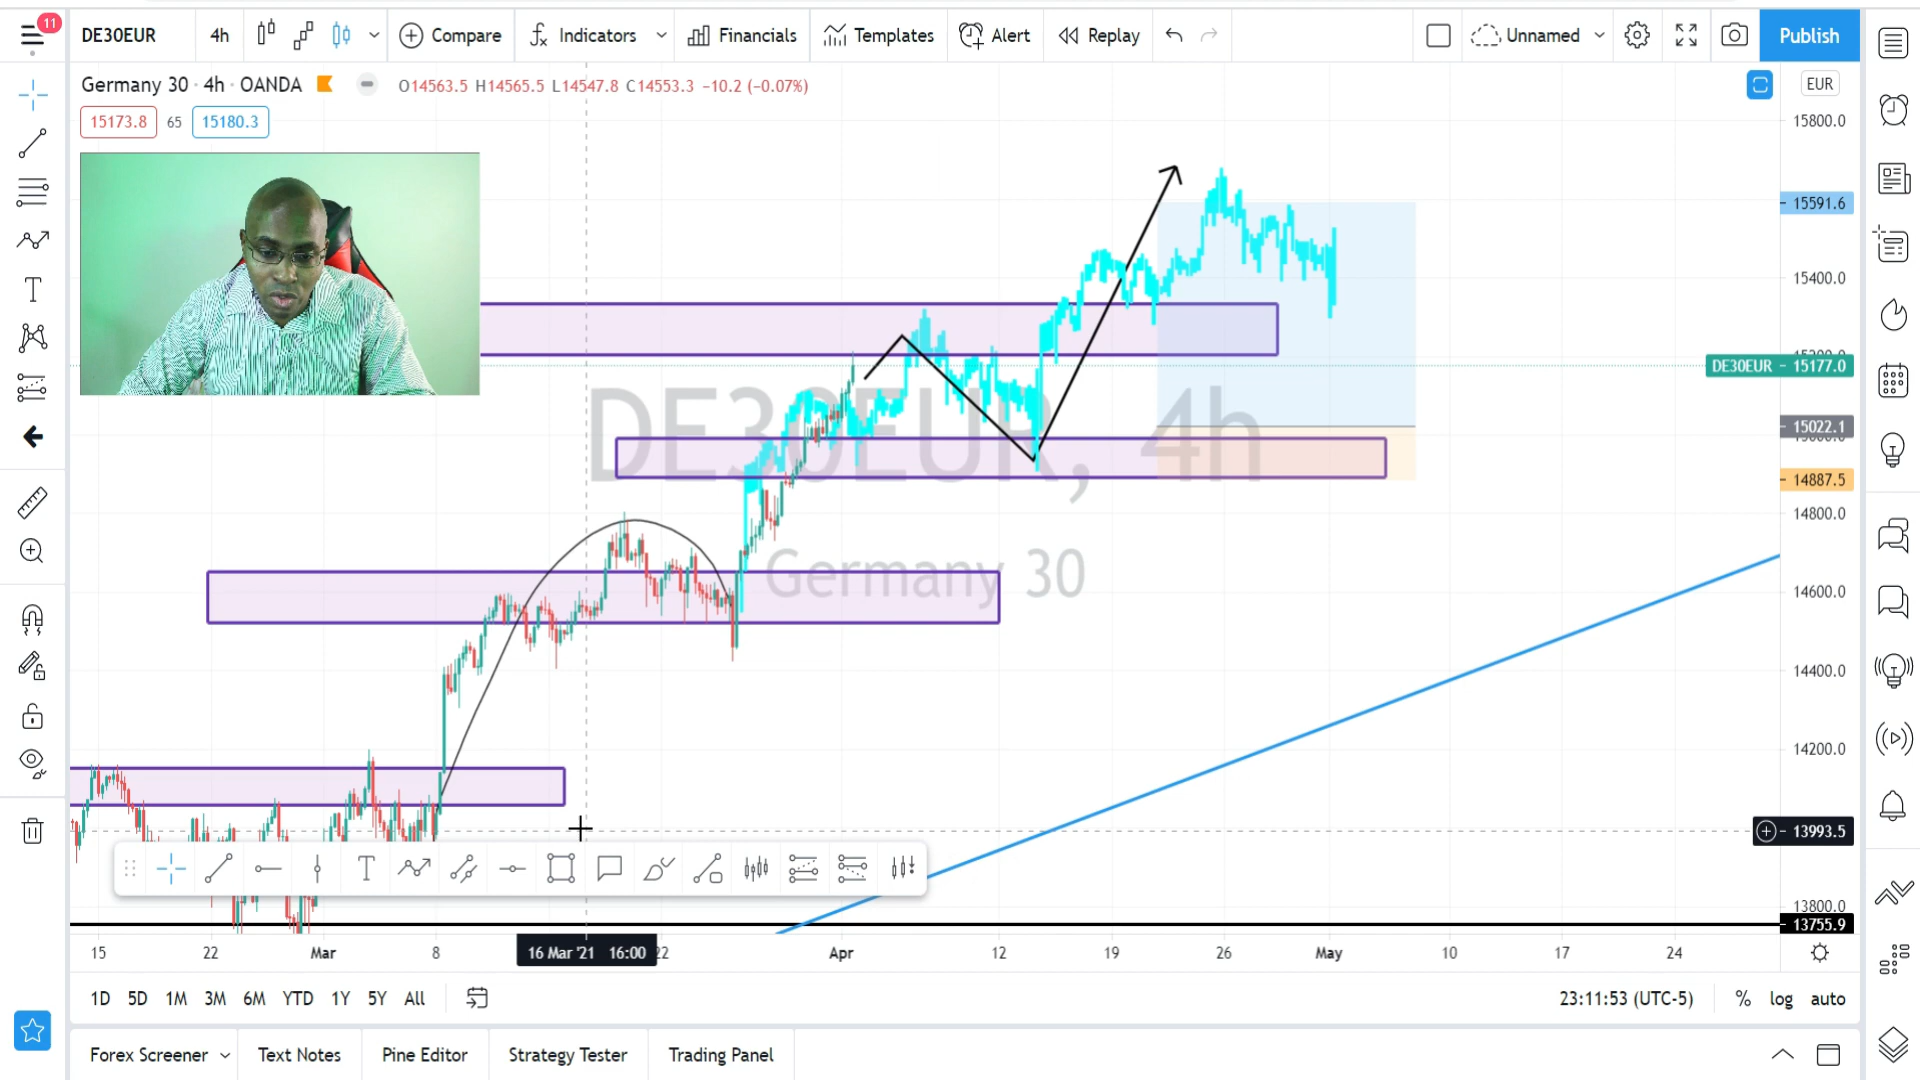 11
DE30EUR
4h
Compare
Indicators
Financials
Templates
Alert
Replay
Unnamed
Publish
Germany 30 · 4h · OANDA
O14563.5 H14565.5 L14547.8 C14553.3 −10.2 (−0.07%)
EUR
15173.8
65
15180.3
15800.0
15591.6
15400.0
15200.0
DE30EUR
15177.0
15022.1
15000.0
14887.5
14800.0
14600.0
14400.0
14200.0
13993.5
13800.0
13755.9
DE30EUR, 4h
Germany 30
15
22
Mar
8
16 Mar '21 16:00
22
Apr
12
19
26
May
10
17
24
1D 5D 1M 3M 6M YTD 1Y 5Y All
23:11:53 (UTC-5)
%
log
auto
Forex Screener
Text Notes
Pine Editor
Strategy Tester
Trading Panel